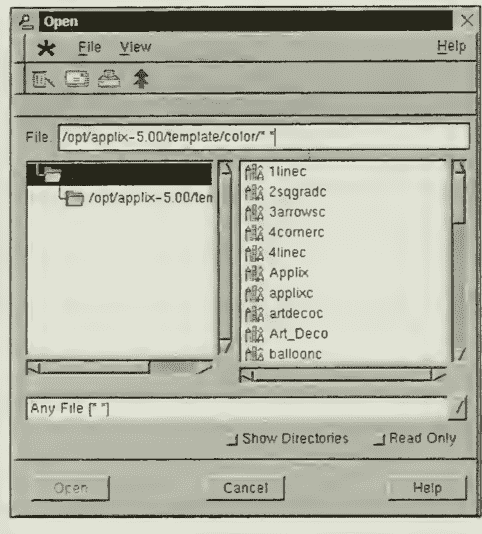 Open
File View Help
File. /opt/applix-5.00/template/color/* *
/opt/applix-5.00/ten
1linec
2sqgradc
3arrowsc
4cornerc
4linec
Applix
applixc
artdecoc
Art_Deco
balloonc
Any File [* *]
Show Directories Read Only
Open Cancel Help